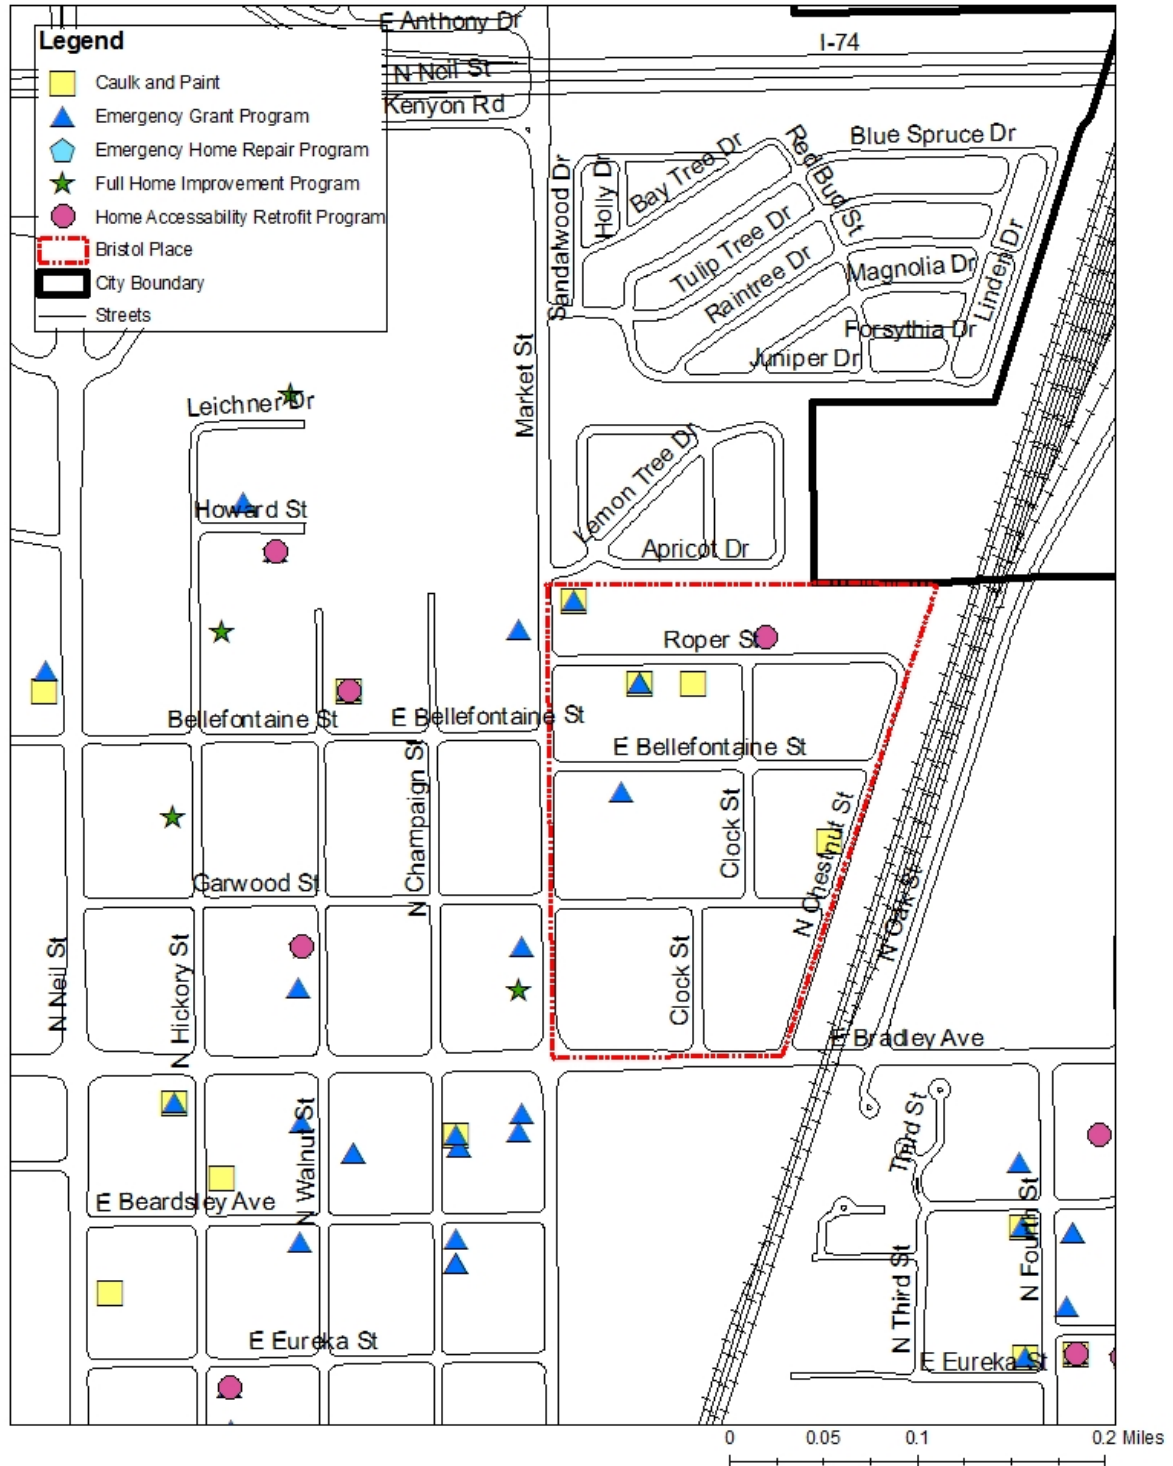 E Anthony Dr
Legend
I-74
N Neil St
Caulk and Paint
Kenyon Rd
Emergency Grant Program
Emergency Home Repair Program
Full Home Improvement Program
Home Accessability Retrofit Program
Bristol Place
City Boundary
Streets
Blue Spruce Dr
Red Bud St
Bay Tree Dr
Holly Dr
Sandalwood Dr
Tulip Tree Dr
Raintree Dr
Magnolia Dr
Linden Dr
Forsythia Dr
Juniper Dr
Market St
Leichner Dr
Lemon Tree Dr
Howard St
Apricot Dr
Roper St
Bellefontaine St
E Bellefontaine St
E Bellefontaine St
N Champaign St
Clock St
N Chestnut St
Garwood St
N Oak St
N Neil St
N Hickory St
Clock St
E Bradley Ave
N Walnut St
Third St
E Beardsley Ave
N Fourth St
N Third St
E Eureka St
E Eureka St
0 0.05 0.1 0.2 Miles